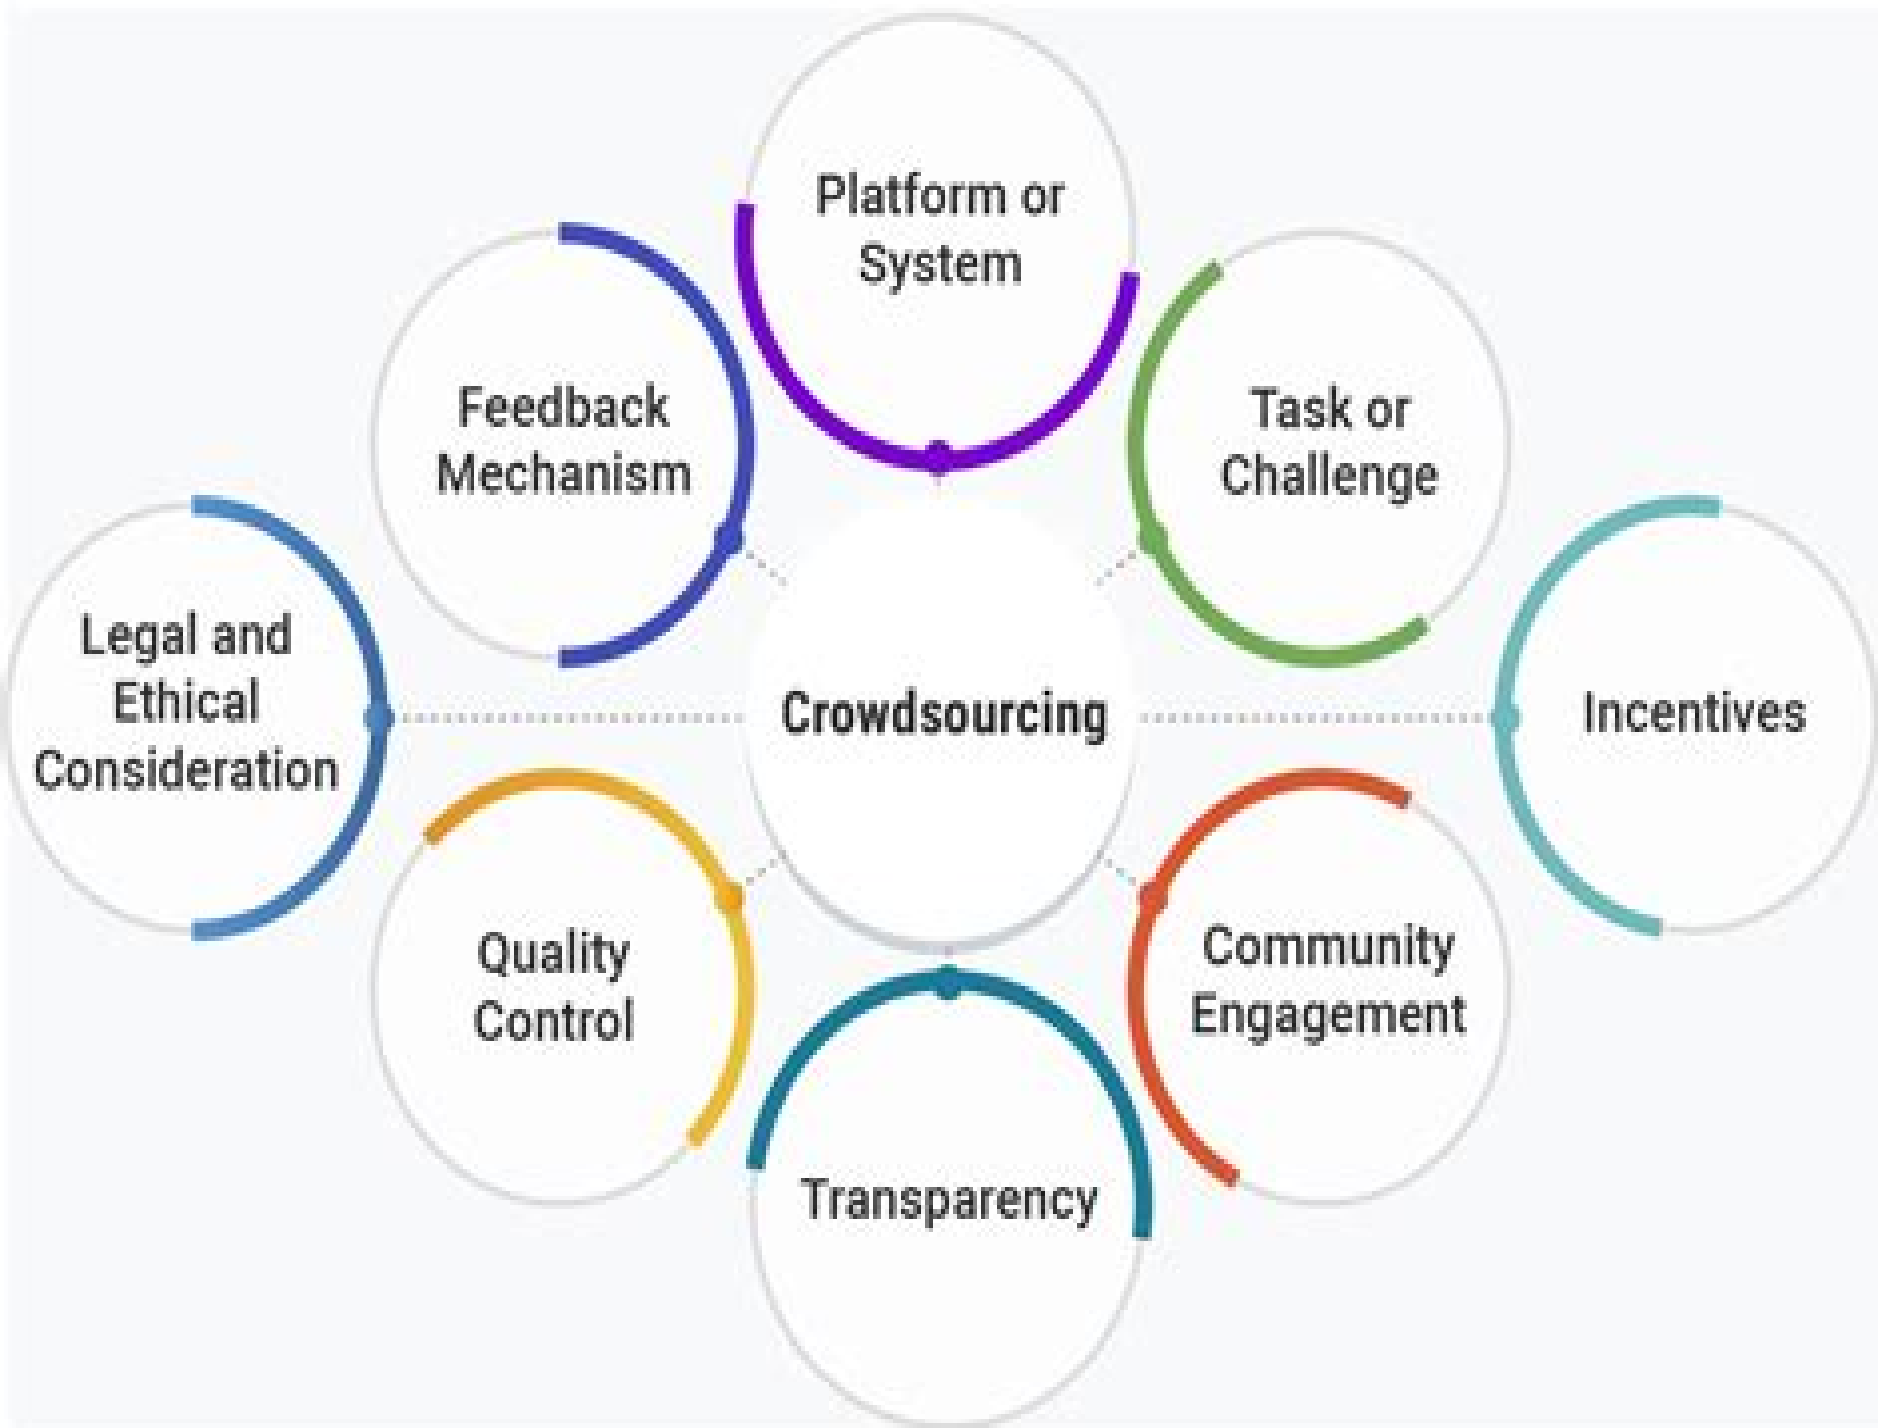 Platform or
System
Feedback
Mechanism
Task or
Challenge
Legal and
Ethical
Consideration
Crowdsourcing
Incentives
Quality
Control
Community
Engagement
Transparency